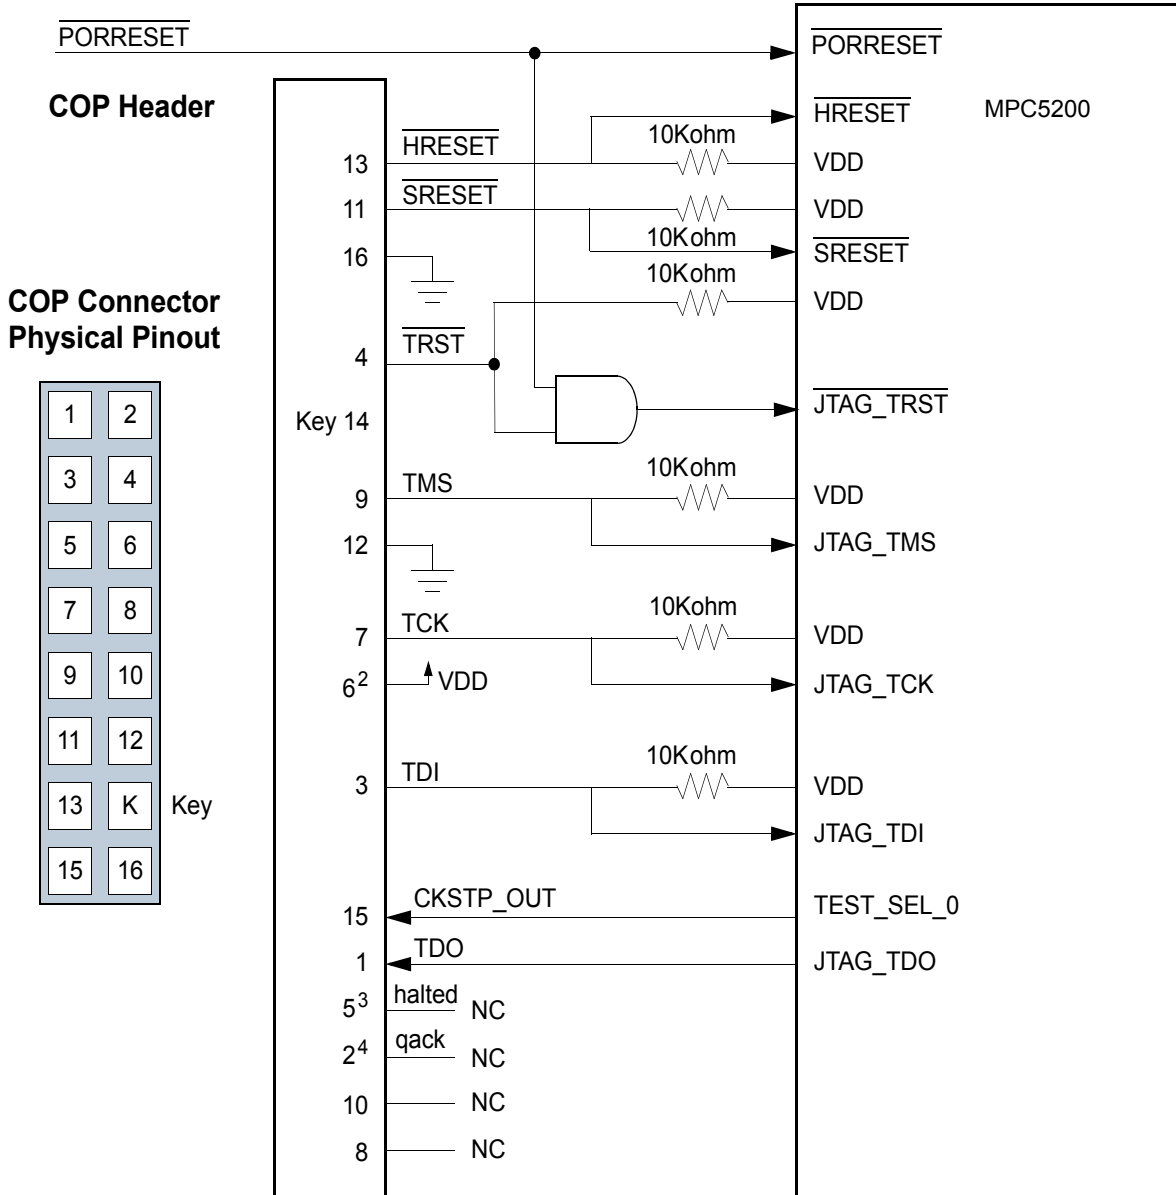 PORRESET
PORRESET
COP Header
HRESET
MPC5200
10Kohm
HRESET
13
VDD
SRESET
11
VDD
10Kohm
SRESET
16
10Kohm
VDD
COP Connector
Physical Pinout
TRST
4
JTAG_TRST
Key 14
1 2
3 4
5 6
7 8
9 10
11 12
13 K Key
15 16
10Kohm
TMS
9
VDD
12
JTAG_TMS
10Kohm
TCK
7
VDD
6²
VDD
JTAG_TCK
10Kohm
TDI
3
VDD
JTAG_TDI
CKSTP_OUT
15
TEST_SEL_0
TDO
1
JTAG_TDO
5³ halted NC
2⁴ qack NC
10 NC
8 NC